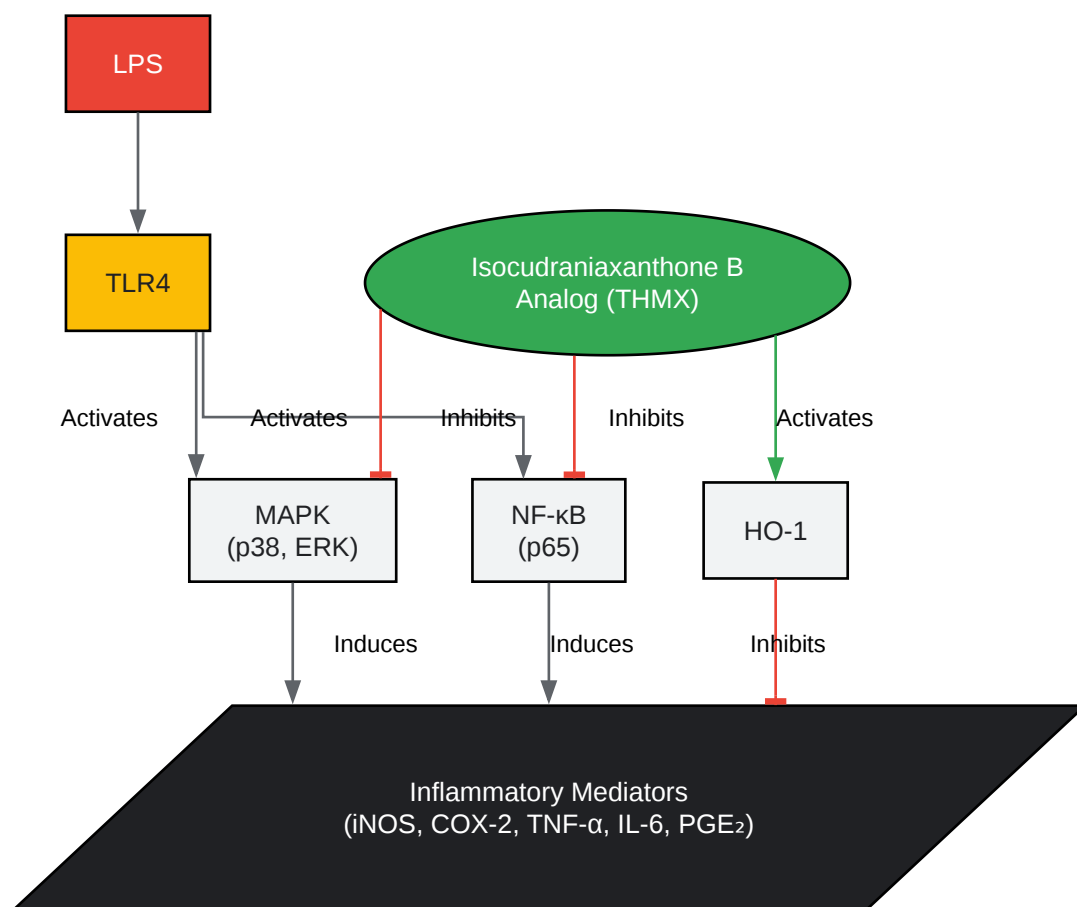 LPS
TLR4
Isocudraniaxanthone B
Analog (THMX)
Activates
Activates
Inhibits
Inhibits
Activates
MAPK
(p38, ERK)
NF-κB
(p65)
HO-1
Induces
Induces
Inhibits
Inflammatory Mediators
(iNOS, COX-2, TNF-α, IL-6, PGE₂)